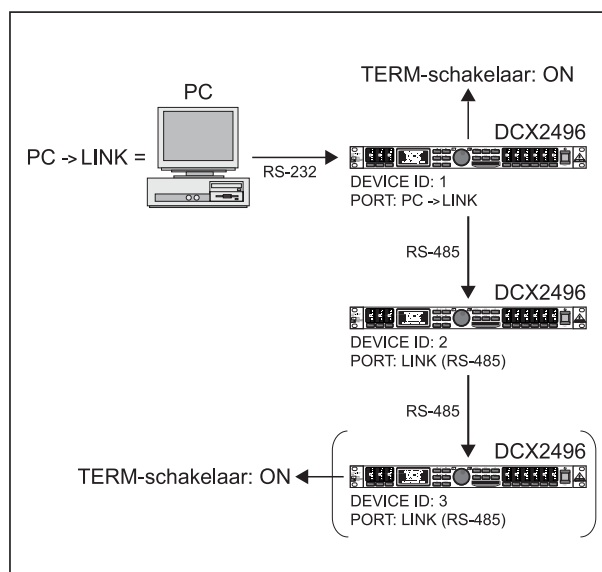 TERM-schakelaar: ON
PC
DCX2496
PC -> LINK =
RS-232
DEVICE ID: 1
PORT: PC -> LINK
RS-485
DCX2496
DEVICE ID: 2
PORT: LINK (RS-485)
RS-485
DCX2496
TERM-schakelaar: ON
DEVICE ID: 3
PORT: LINK (RS-485)